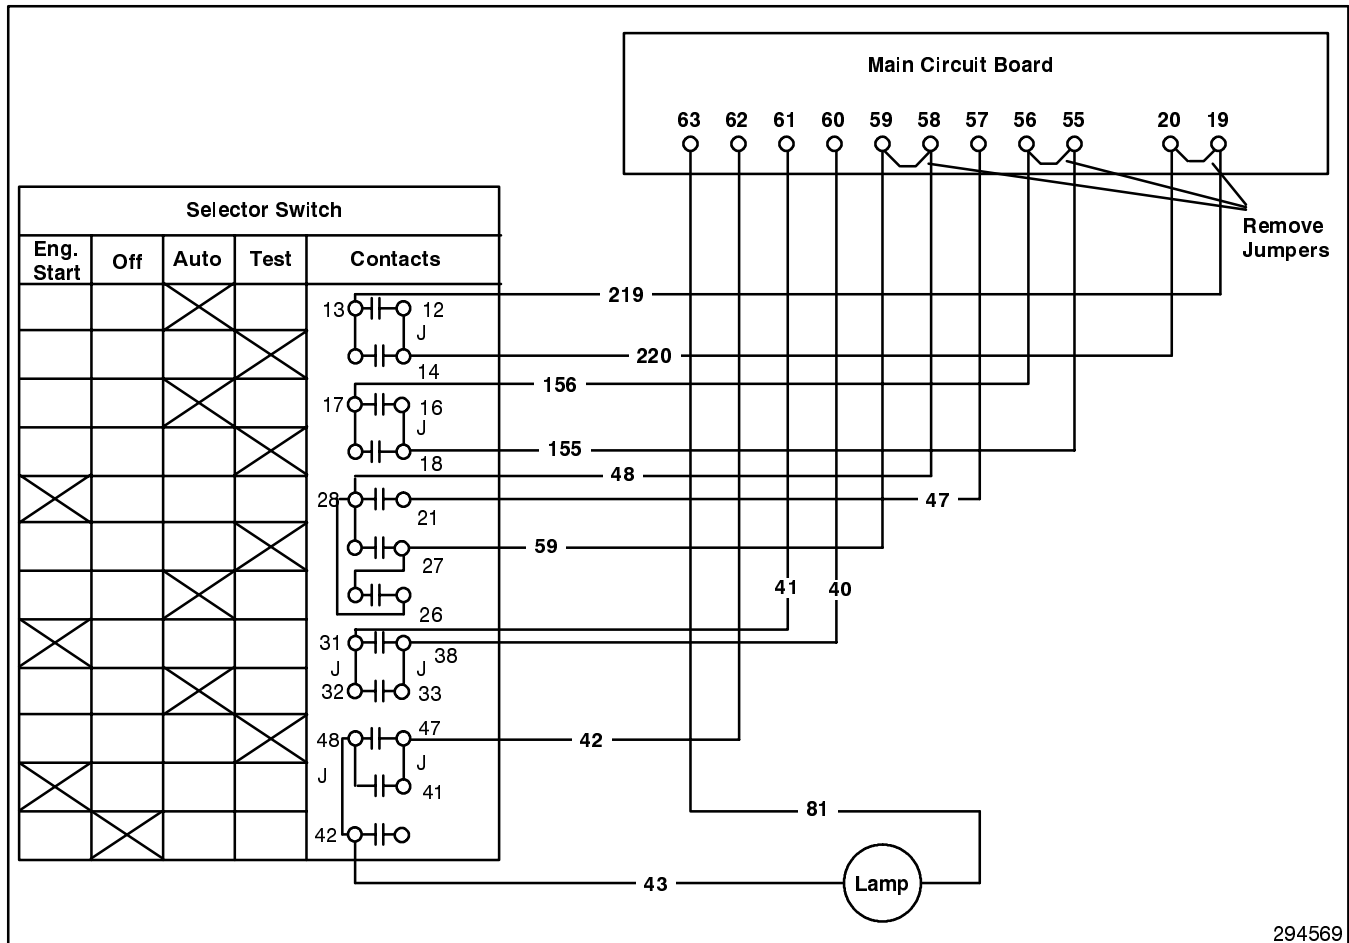 Main Circuit Board
63 62 61 60 59 58 57 56 55 20 19
Remove
Jumpers
Selector Switch
Eng.
Start
Off
Auto
Test
Contacts
13
12
J
14
219
220
17
16
J
18
156
155
28
21
48
47
27
59
26
41
40
31
38
J
J
32
33
48
47
42
J
J
41
42
81
43
Lamp
294569